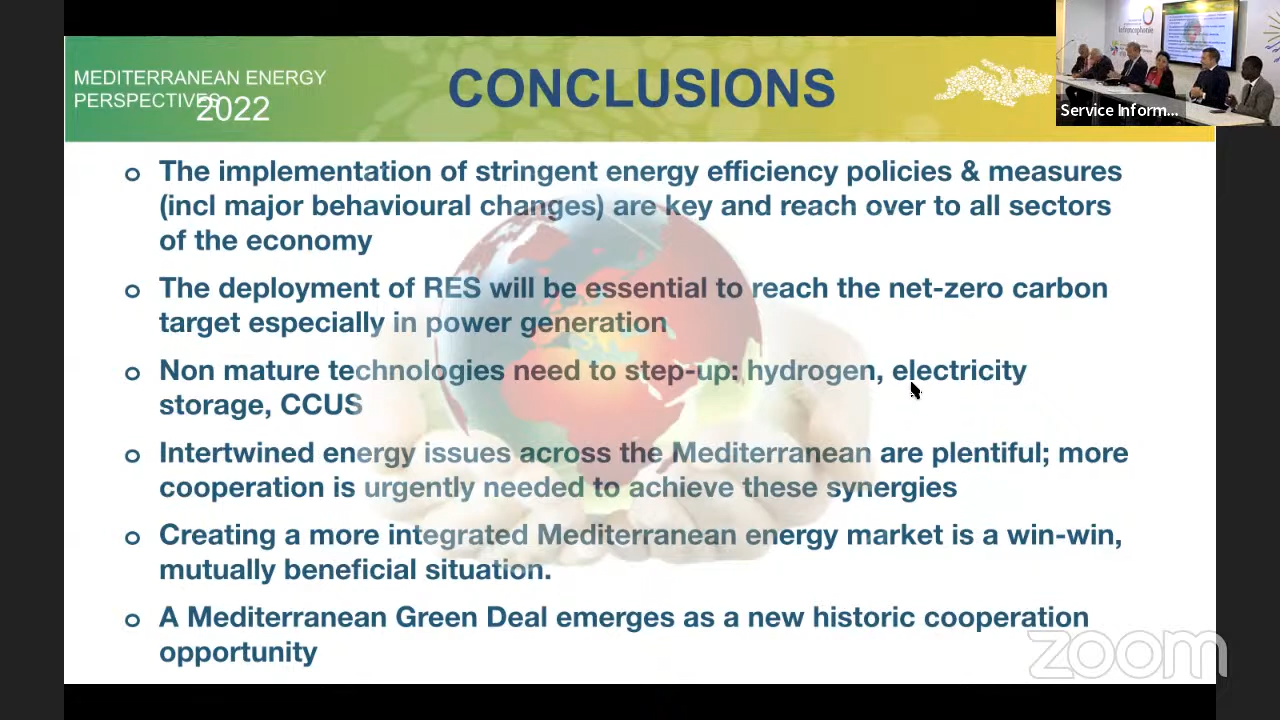 MEDITERRANEAN ENERGY
PERSPECTIVES
2022
CONCLUSIONS
Service Inform...
o The implementation of stringent energy efficiency policies & measures
(incl major behavioural changes) are key and reach over to all sectors
of the economy
o The deployment of RES will be essential to reach the net-zero carbon
target especially in power generation
o Non mature technologies need to step-up: hydrogen, electricity
storage, CCUS
o Intertwined energy issues across the Mediterranean are plentiful; more
cooperation is urgently needed to achieve these synergies
o Creating a more integrated Mediterranean energy market is a win-win,
mutually beneficial situation.
o A Mediterranean Green Deal emerges as a new historic cooperation
opportunity
zoom